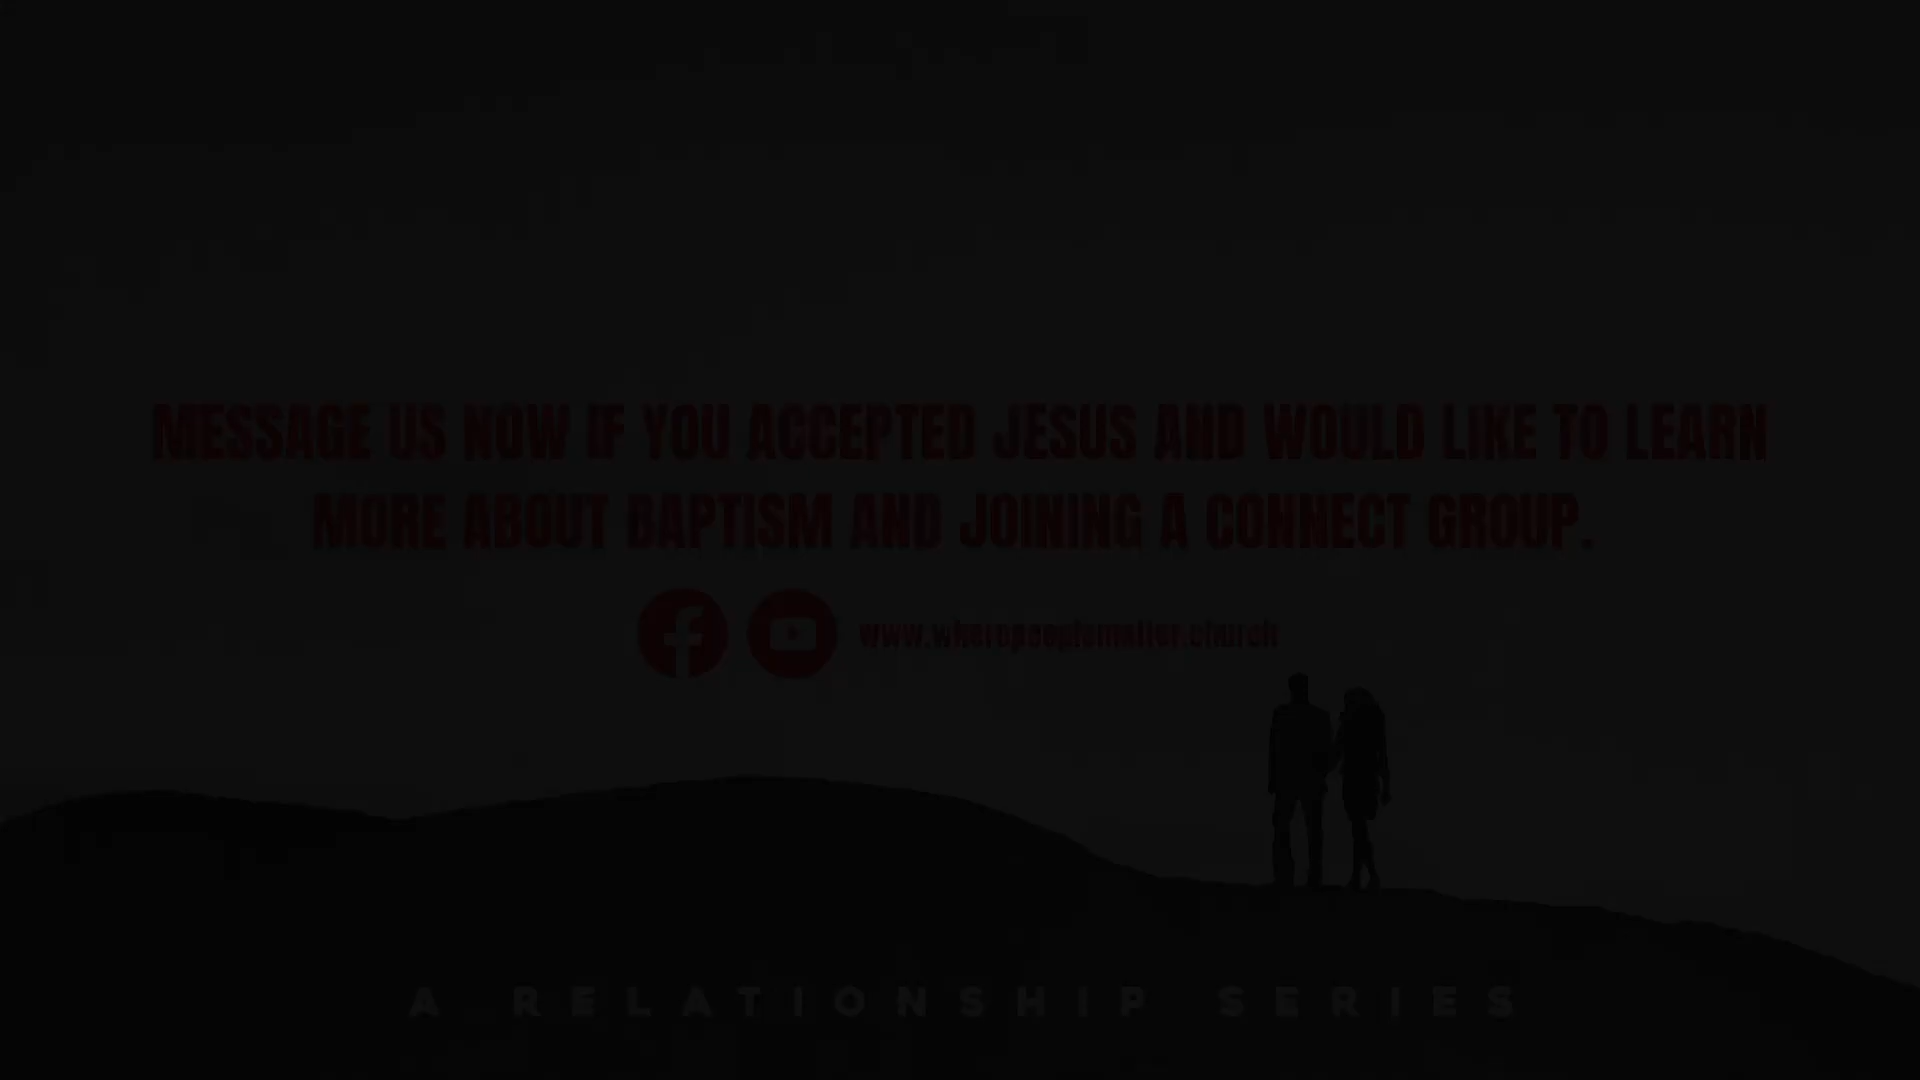 MESSAGE US NOW IF YOU ACCEPTED JESUS AND WOULD LIKE TO LEARN
MORE ABOUT BAPTISM AND JOINING A CONNECT GROUP.
www.wherepeoplematter.church
A RELATIONSHIP SERIES